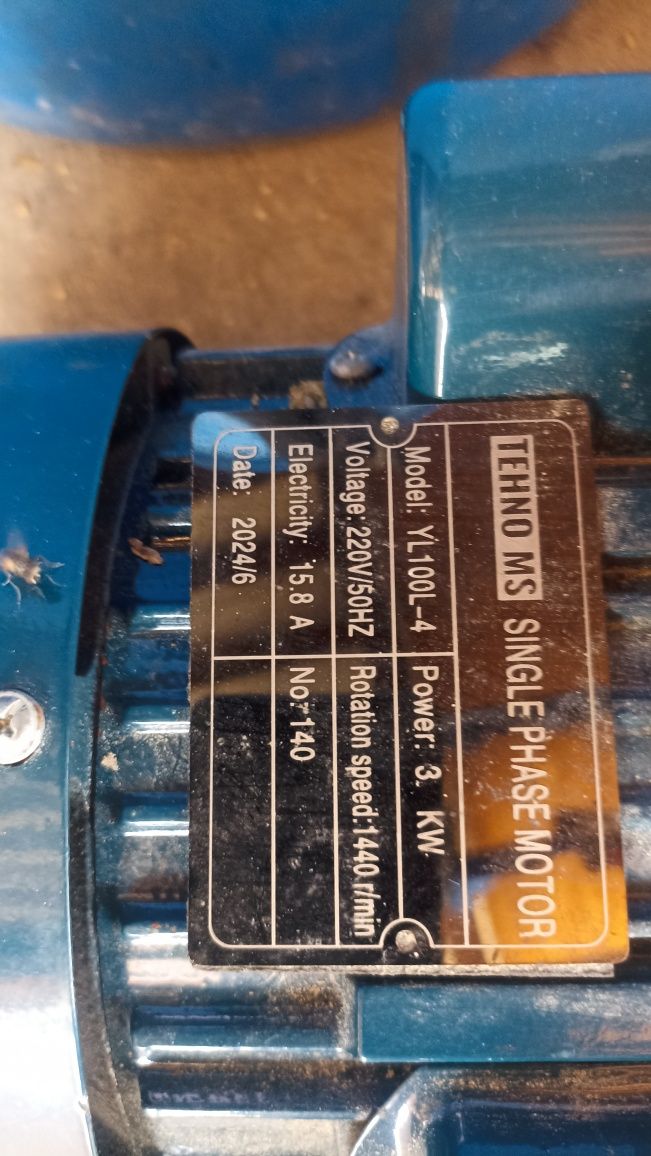 TEHNO MS SINGLE PHASE MOTOR
Model: YL100L-4 Power: 3 KW
Voltage: 220V/50HZ Rotation speed:1440 r/min
Electricity: 15.8 A No: 140
Date: 2024/6